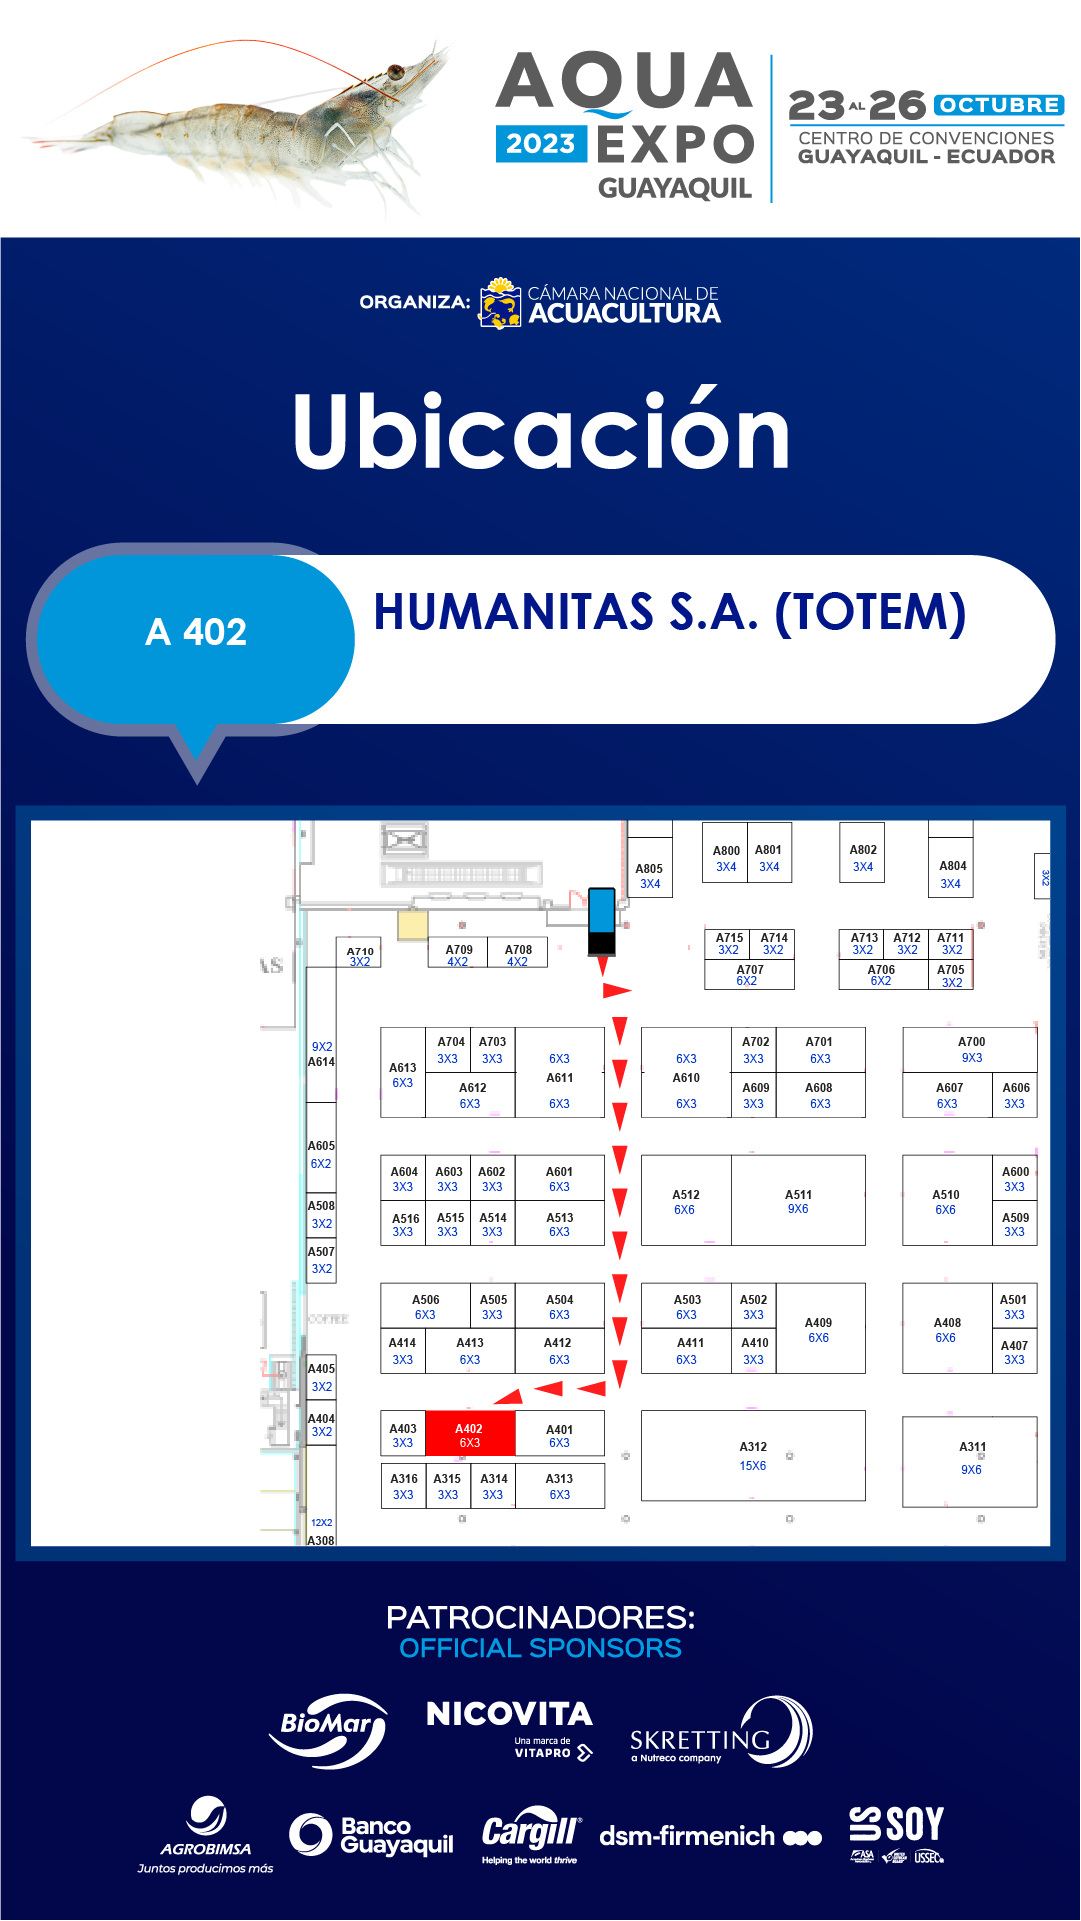 AQUA
2023 EXPO
GUAYAQUIL
23 AL 26 OCTUBRE
CENTRO DE CONVENCIONES
GUAYAQUIL - ECUADOR
ORGANIZA:
CÁMARA NACIONAL DE
ACUACULTURA
Ubicación
A 402
HUMANITAS S.A. (TOTEM)
A805 3X4
A800 3X4
A801 3X4
A802 3X4
A804 3X4
3X2
A710 3X2
A709 4X2
A708 4X2
A715 3X2
A714 3X2
A713 3X2
A712 3X2
A711 3X2
A707 6X2
A706 6X2
A705 3X2
9X2 A614
A613 6X3
A704 3X3
A703 3X3
A612 6X3
6X3 A611 6X3
6X3 A610 6X3
A702 3X3
A701 6X3
A609 3X3
A608 6X3
A700 9X3
A607 6X3
A606 3X3
A605 6X2
A604 3X3
A603 3X3
A602 3X3
A601 6X3
A508 3X2
A516 3X3
A515 3X3
A514 3X3
A513 6X3
A512 6X6
A511 9X6
A510 6X6
A600 3X3
A509 3X3
A507 3X2
COFFEE
A506 6X3
A505 3X3
A504 6X3
A503 6X3
A502 3X3
A409 6X6
A408 6X6
A501 3X3
A414 3X3
A413 6X3
A412 6X3
A411 6X3
A410 3X3
A407 3X3
A405 3X2
A404 3X2
A403 3X3
A402 6X3
A401 6X3
A312 15X6
A311 9X6
A316 3X3
A315 3X3
A314 3X3
A313 6X3
12X2 A308
PATROCINADORES:
OFFICIAL SPONSORS
BioMar
NICOVITA
Una marca de
VITAPRO
SKRETTING
a Nutreco company
AGROBIMSA
Juntos producimos más
Banco
Guayaquil
Cargill®
Helping the world thrive
dsm-firmenich
US SOY
ASA
USSEC